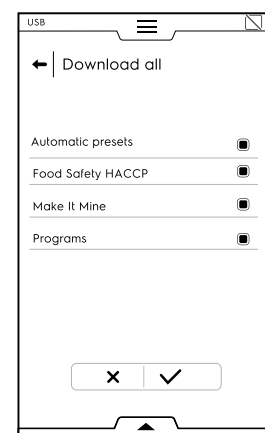 USB
Download all
Automatic presets
Food Safety HACCP
Make It Mine
Programs